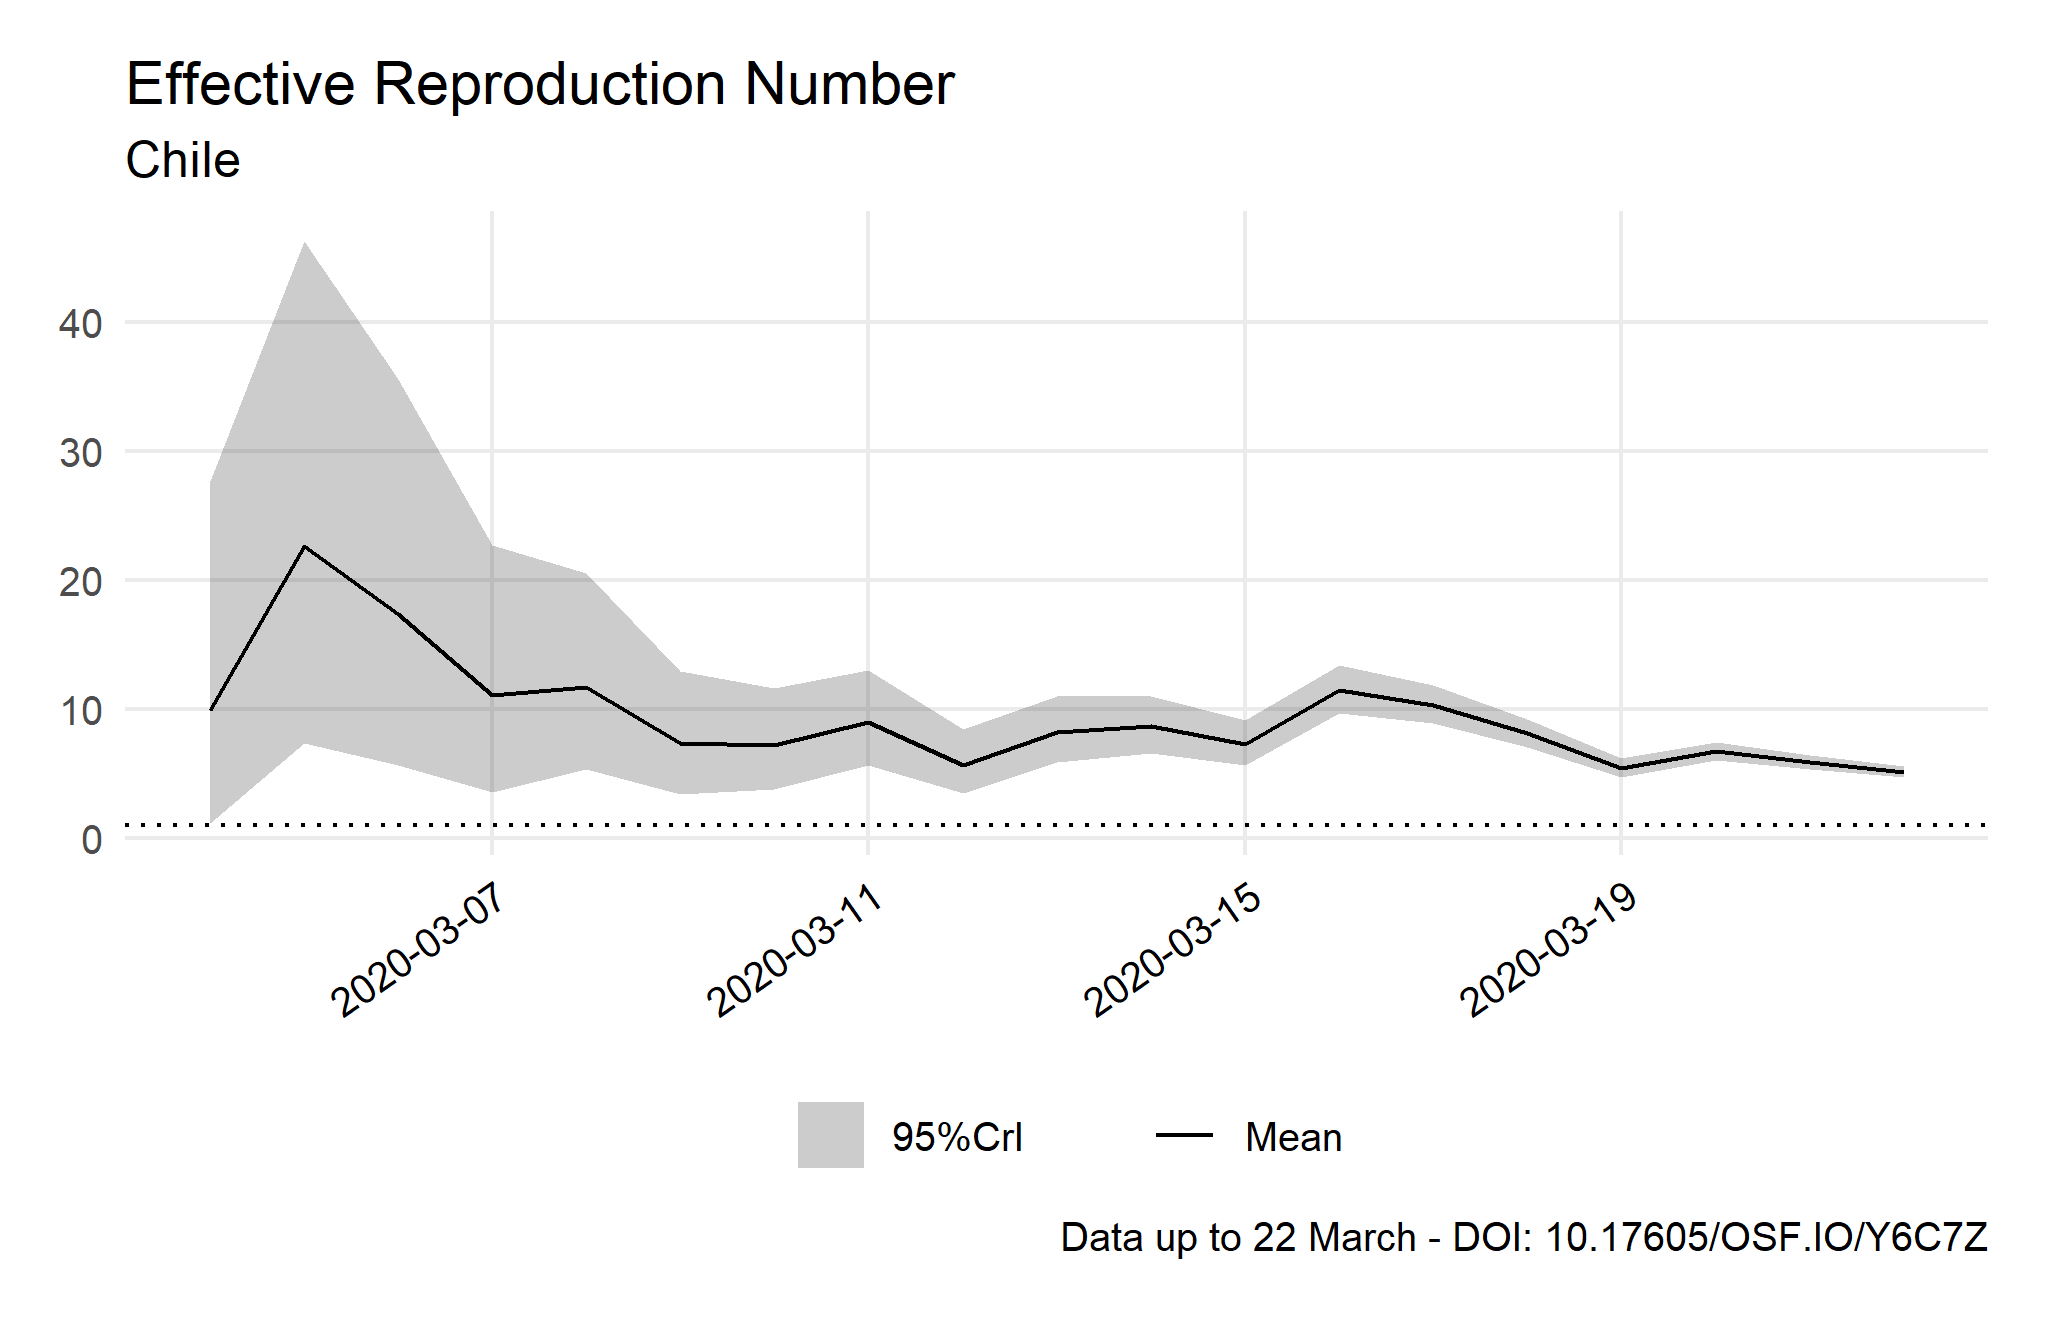 Effective Reproduction Number
Chile
40
30
20
10
0
2020-03-07
2020-03-11
2020-03-15
2020-03-19
95%CrI
Mean
Data up to 22 March - DOI: 10.17605/OSF.IO/Y6C7Z